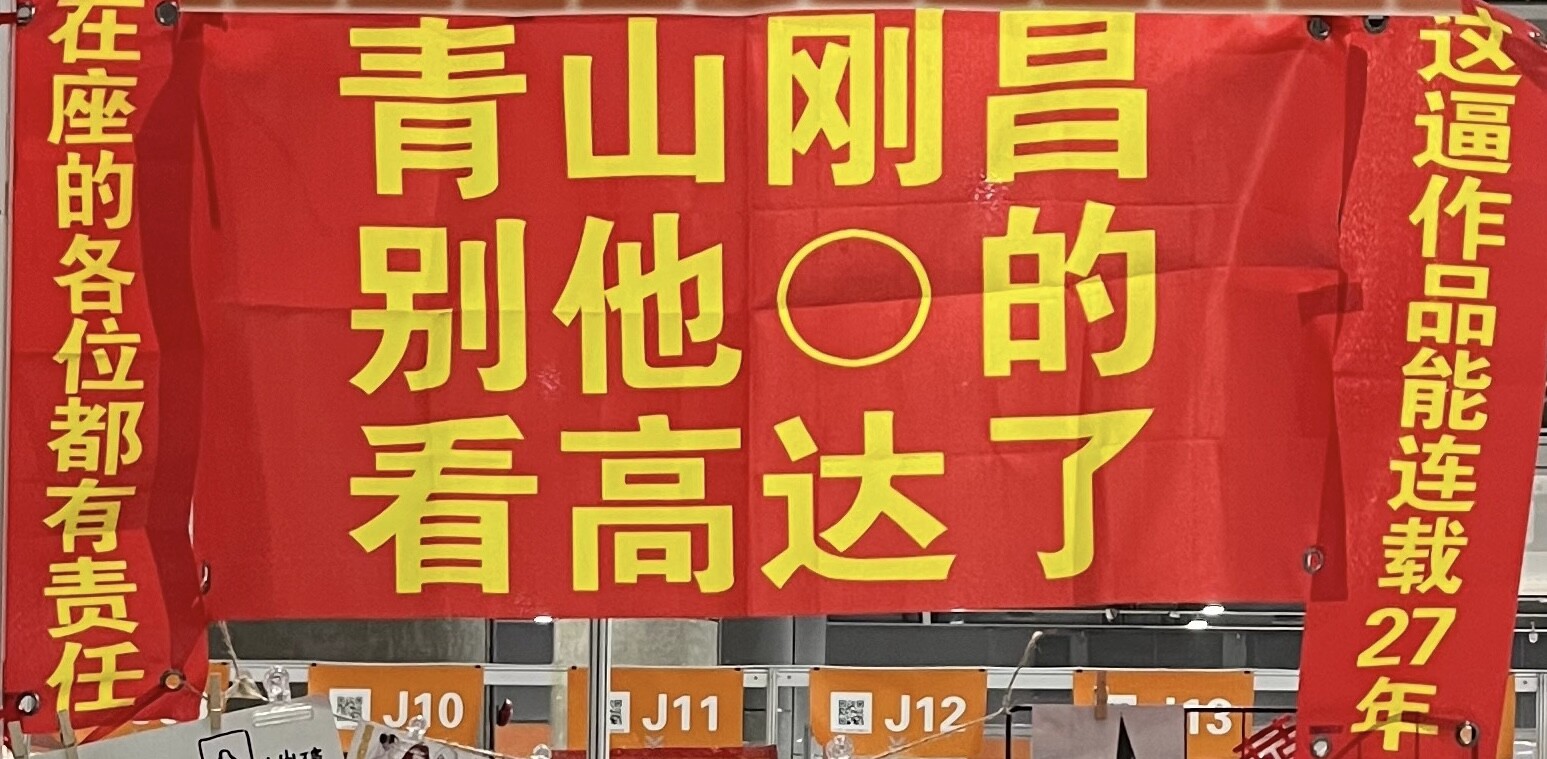 在座的各位都有责任
青山刚昌
别他○的
看高达了
这逼作品能连载27年
J10
J11
J12
J13